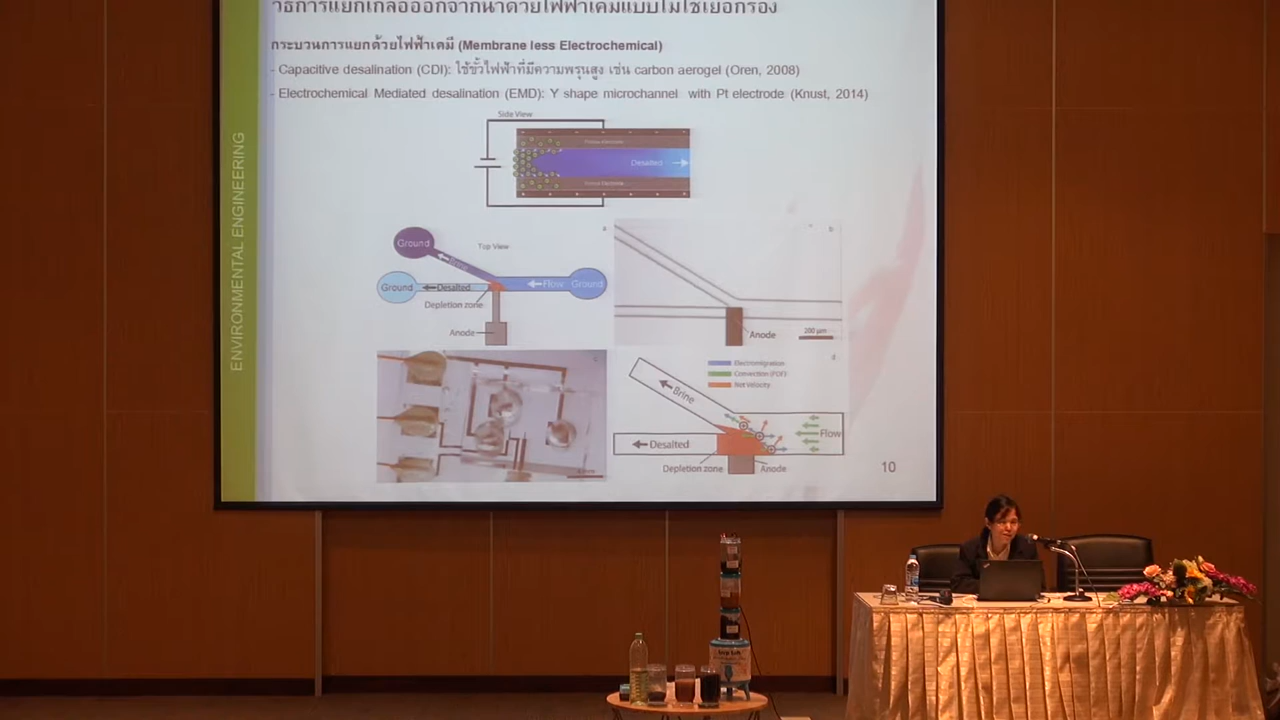 วิธีการแยกเกลือออกจากน้ำด้วยไฟฟ้าเคมีแบบไม่ใช้เยื่อกรอง
กระบวนการแยกด้วยไฟฟ้าเคมี (Membrane less Electrochemical)
- Capacitive desalination (CDI): ใช้ขั้วไฟฟ้าที่มีความพรุนสูง เช่น carbon aerogel (Oren, 2008)
- Electrochemical Mediated desalination (EMD): Y shape microchannel with Pt electrode (Knust, 2014)
ENVIRONMENTAL ENGINEERING
Side View
Porous Electrode
Desalted
Porous Electrode
a
Ground
Top View
Brine
Ground
Desalted
Flow
Ground
Depletion zone
Anode
b
Anode
200 µm
c
d
Electromigration
Convection (PDF)
Net Velocity
Brine
Flow
Desalted
Depletion zone
Anode
10